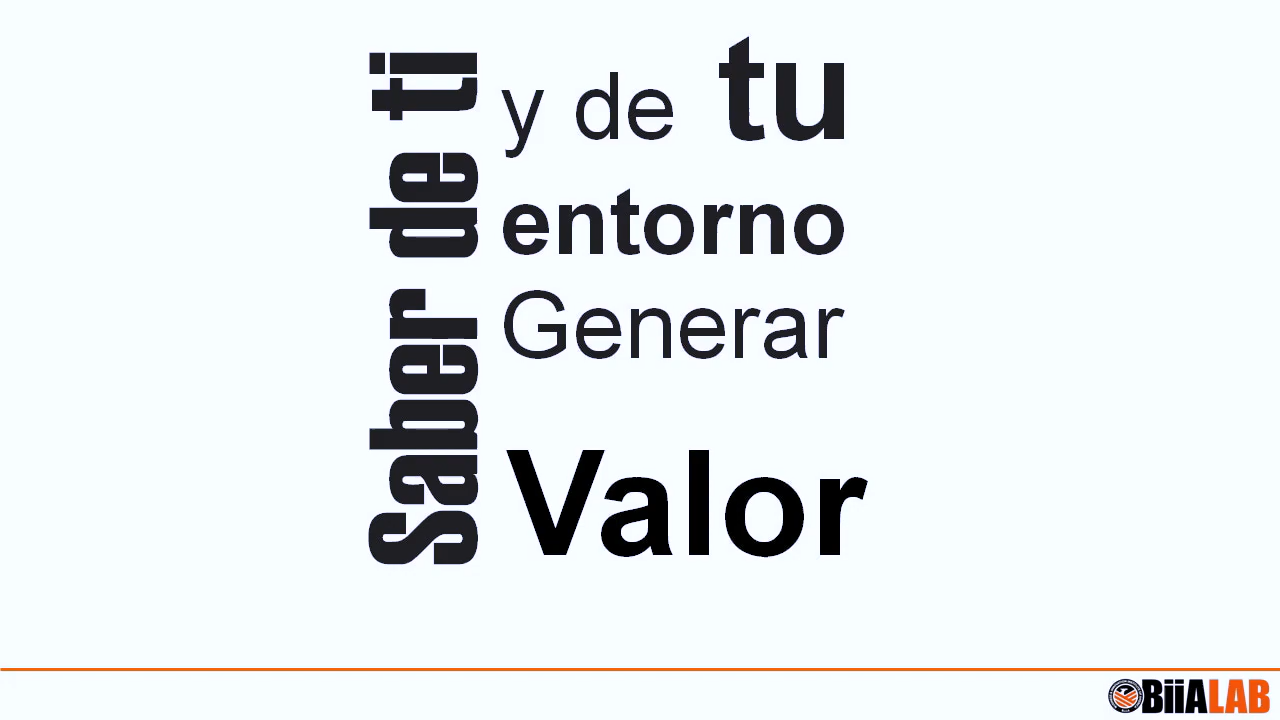 Saber de ti
y de tu
entorno
Generar
Valor
BiiALAB